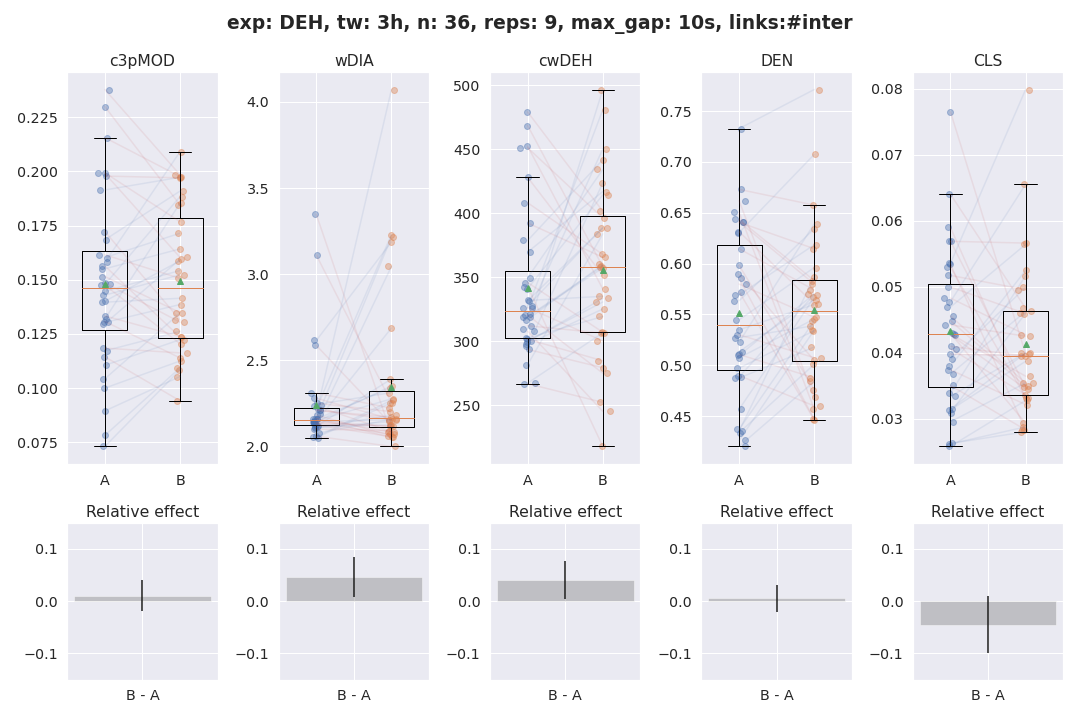 exp: DEH, tw: 3h, n: 36, reps: 9, max_gap: 10s, links:#inter
c3pMOD wDIA cwDEH DEN CLS
0.225 4.0 500 0.75 0.08
0.200 3.5 450 0.70 0.07
0.175 3.0 400 0.65 0.06
0.150 2.5 350 0.60 0.05
0.125 2.0 300 0.55 0.04
0.100 250 0.50 0.03
0.075 0.45
A B A B A B A B A B
Relative effect Relative effect Relative effect Relative effect Relative effect
0.1 0.1 0.1 0.1 0.1
0.0 0.0 0.0 0.0 0.0
−0.1 −0.1 −0.1 −0.1 −0.1
B - A B - A B - A B - A B - A